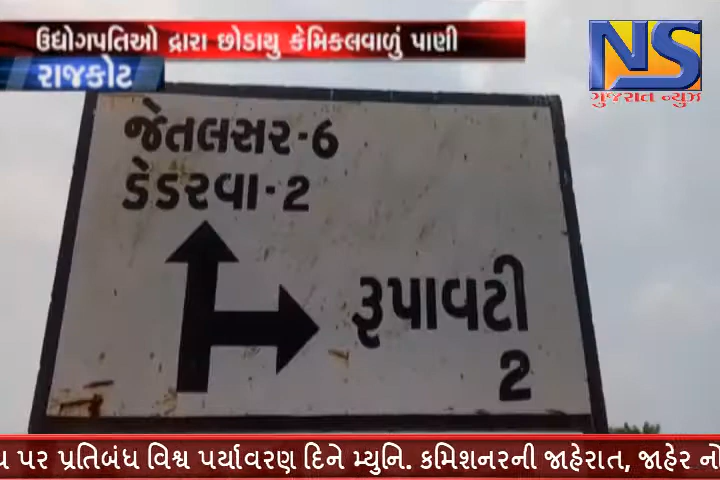 ઉદ્યોગપતિઓ દ્વારા છોડાયુ કેમિકલવાળું પાણી
રાજકોટ
NS
ગુજરાત ન્યુઝ
જેતલસર-6
ડેડરવા-2
રૂપાવટી
2
પર પ્રતિબંધ વિશ્વ પર્યાવરણ દિને મ્યુનિ. કમિશનરની જાહેરાત, જાહેર